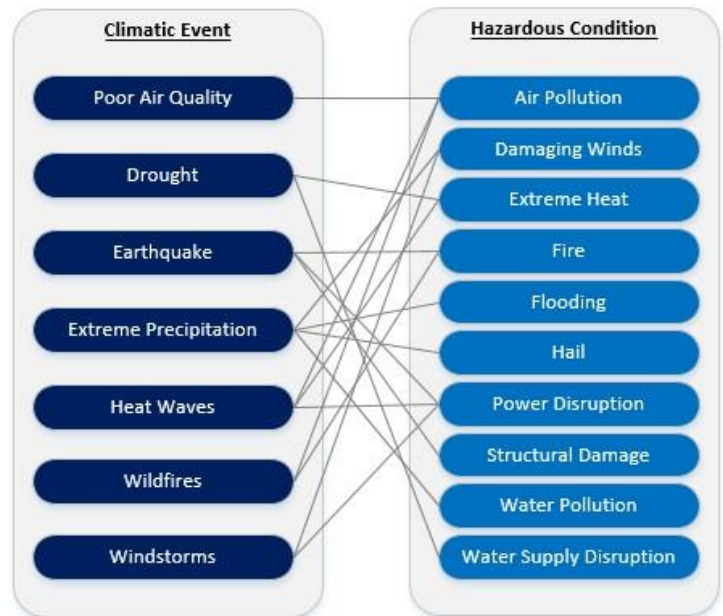 Climatic Event
Poor Air Quality
Drought
Earthquake
Extreme Precipitation
Heat Waves
Wildfires
Windstorms
Hazardous Condition
Air Pollution
Damaging Winds
Extreme Heat
Fire
Flooding
Hail
Power Disruption
Structural Damage
Water Pollution
Water Supply Disruption